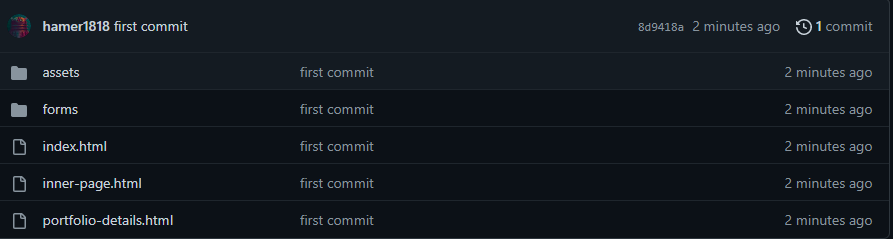 hamer1818 first commit 8d9418a 2 minutes ago 1 commit
assets first commit 2 minutes ago
forms first commit 2 minutes ago
index.html first commit 2 minutes ago
inner-page.html first commit 2 minutes ago
portfolio-details.html first commit 2 minutes ago